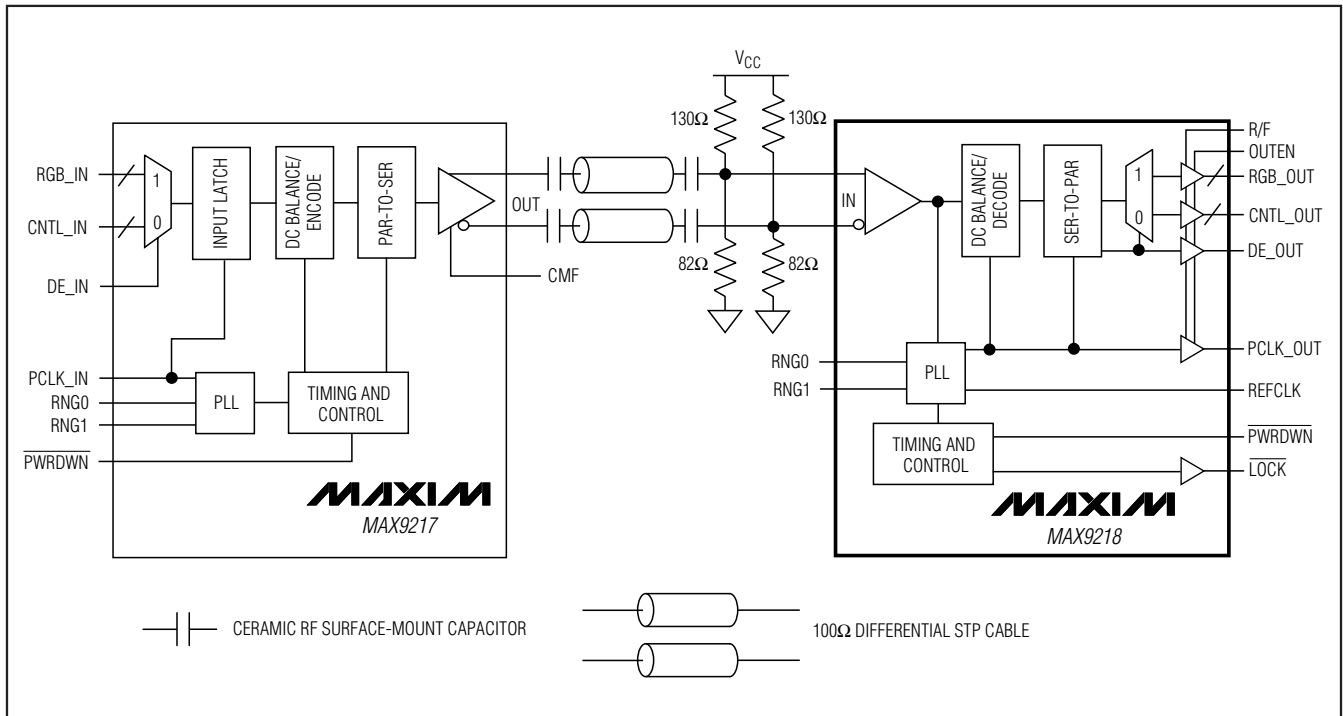 VCC
130Ω
130Ω
RGB_IN
CNTL_IN
DE_IN
PCLK_IN
RNG0
RNG1
PWRDWN
1
0
INPUT LATCH
DC BALANCE/
ENCODE
PAR-TO-SER
PLL
TIMING AND
CONTROL
OUT
CMF
MAXIM
MAX9217
82Ω
82Ω
IN
DC BALANCE/
DECODE
SER-TO-PAR
1
0
RNG0
RNG1
PLL
TIMING AND
CONTROL
R/F
OUTEN
RGB_OUT
CNTL_OUT
DE_OUT
PCLK_OUT
REFCLK
PWRDWN
LOCK
MAXIM
MAX9218
CERAMIC RF SURFACE-MOUNT CAPACITOR
100Ω DIFFERENTIAL STP CABLE